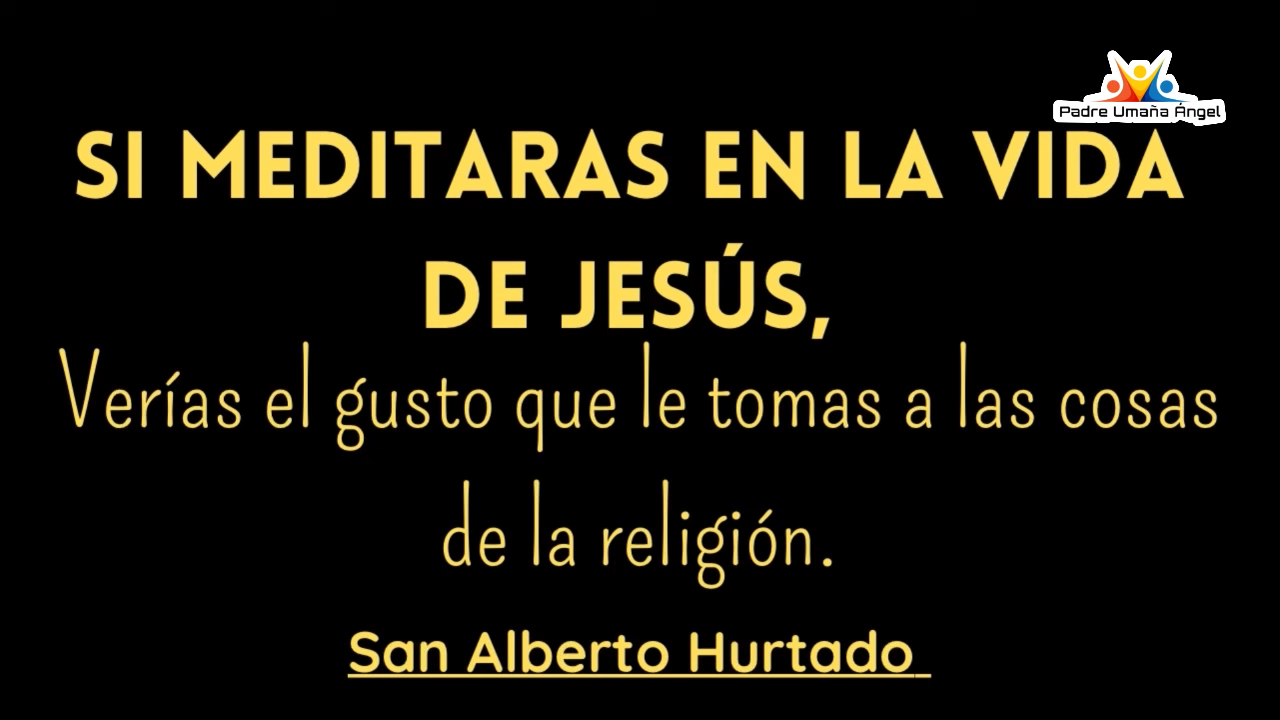 Padre Umaña Ángel
SI MEDITARAS EN LA VIDA
DE JESÚS,
Verías el gusto que le tomas a las cosas
de la religión.
San Alberto Hurtado